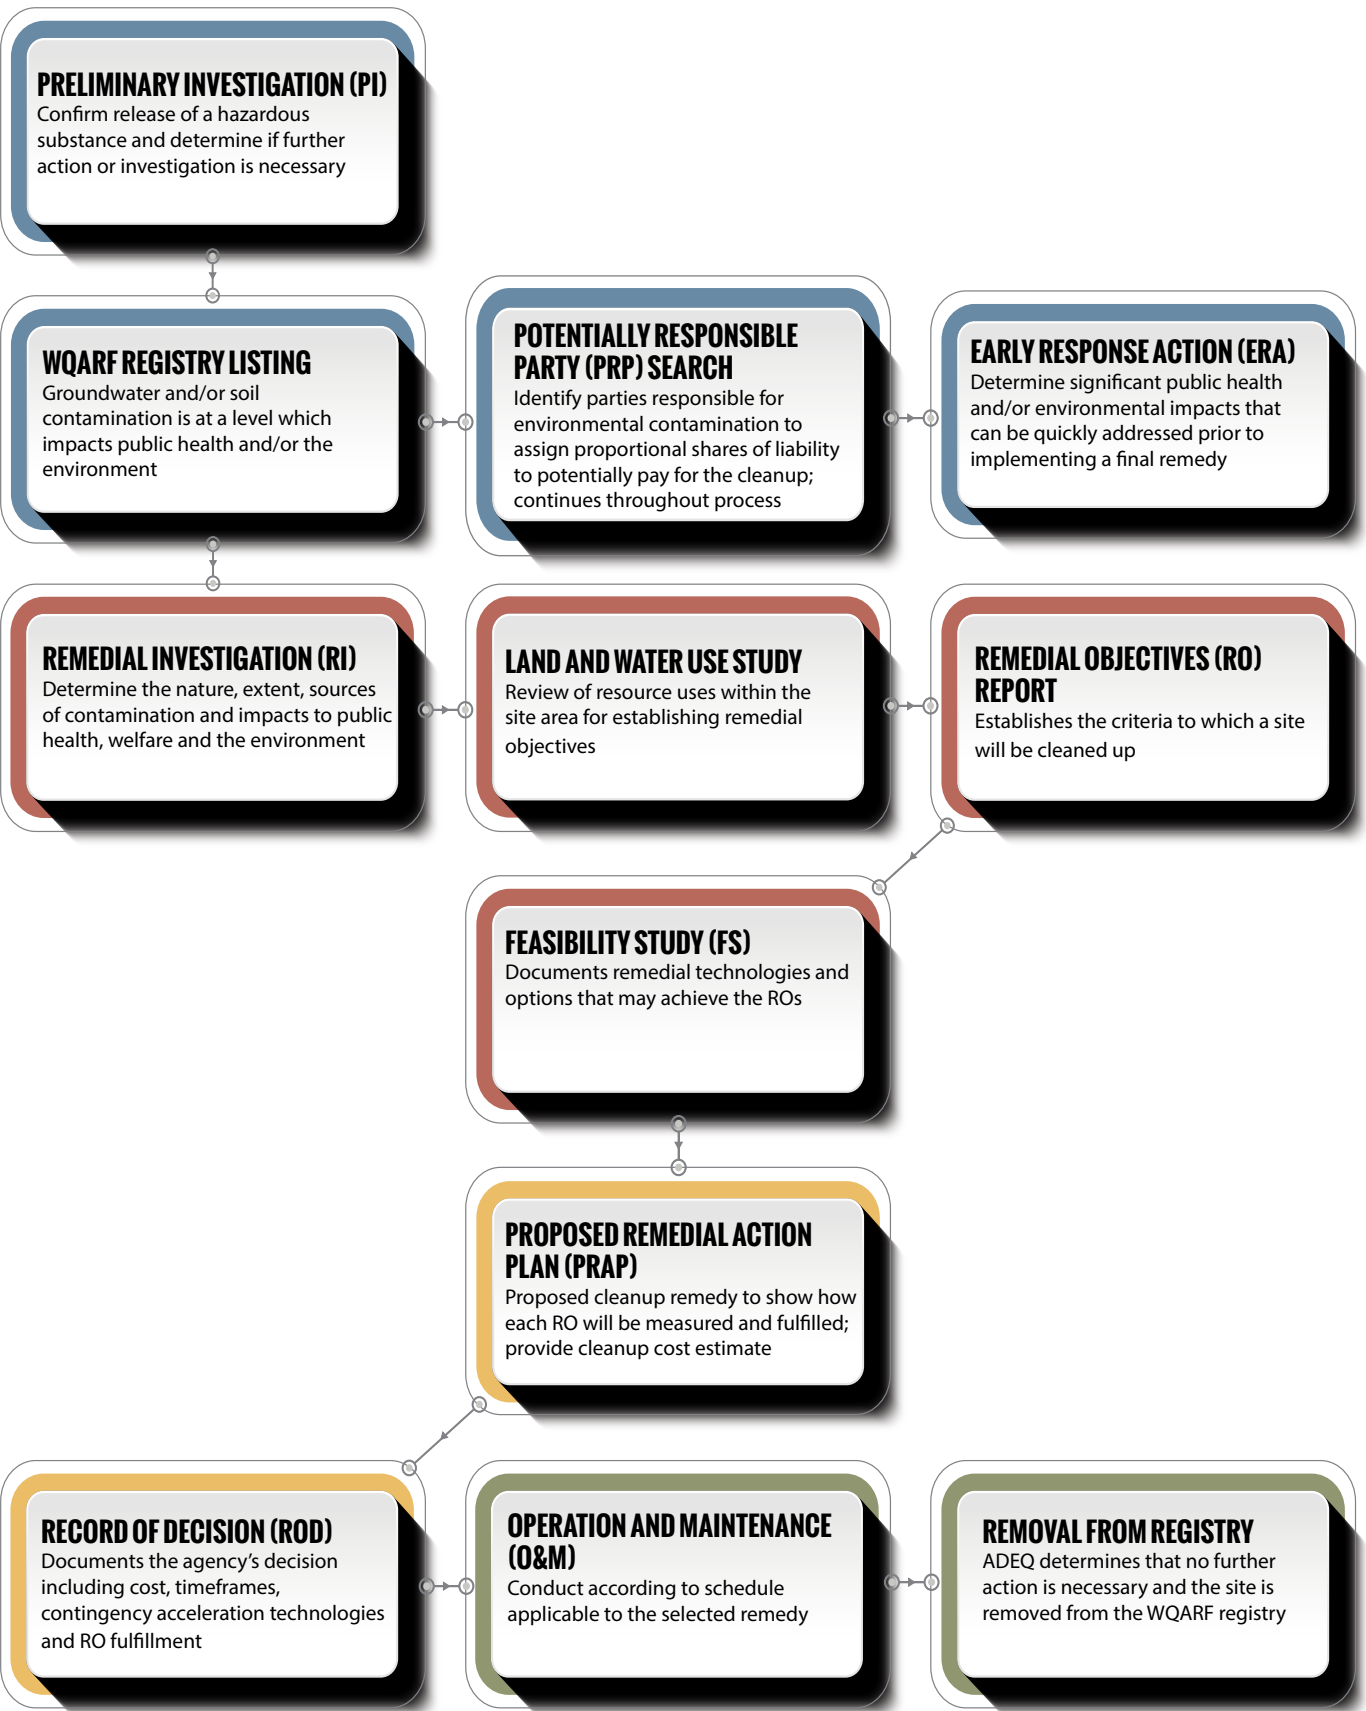 PRELIMINARY INVESTIGATION (PI)
Confirm release of a hazardous
substance and determine if further
action or investigation is necessary
WQARF REGISTRY LISTING
Groundwater and/or soil
contamination is at a level which
impacts public health and/or the
environment
POTENTIALLY RESPONSIBLE
PARTY (PRP) SEARCH
Identify parties responsible for
environmental contamination to
assign proportional shares of liability
to potentially pay for the cleanup;
continues throughout process
EARLY RESPONSE ACTION (ERA)
Determine significant public health
and/or environmental impacts that
can be quickly addressed prior to
implementing a final remedy
REMEDIAL INVESTIGATION (RI)
Determine the nature, extent, sources
of contamination and impacts to public
health, welfare and the environment
LAND AND WATER USE STUDY
Review of resource uses within the
site area for establishing remedial
objectives
REMEDIAL OBJECTIVES (RO)
REPORT
Establishes the criteria to which a site
will be cleaned up
FEASIBILITY STUDY (FS)
Documents remedial technologies and
options that may achieve the ROs
PROPOSED REMEDIAL ACTION
PLAN (PRAP)
Proposed cleanup remedy to show how
each RO will be measured and fulfilled;
provide cleanup cost estimate
RECORD OF DECISION (ROD)
Documents the agency’s decision
including cost, timeframes,
contingency acceleration technologies
and RO fulfillment
OPERATION AND MAINTENANCE
(O&M)
Conduct according to schedule
applicable to the selected remedy
REMOVAL FROM REGISTRY
ADEQ determines that no further
action is necessary and the site is
removed from the WQARF registry